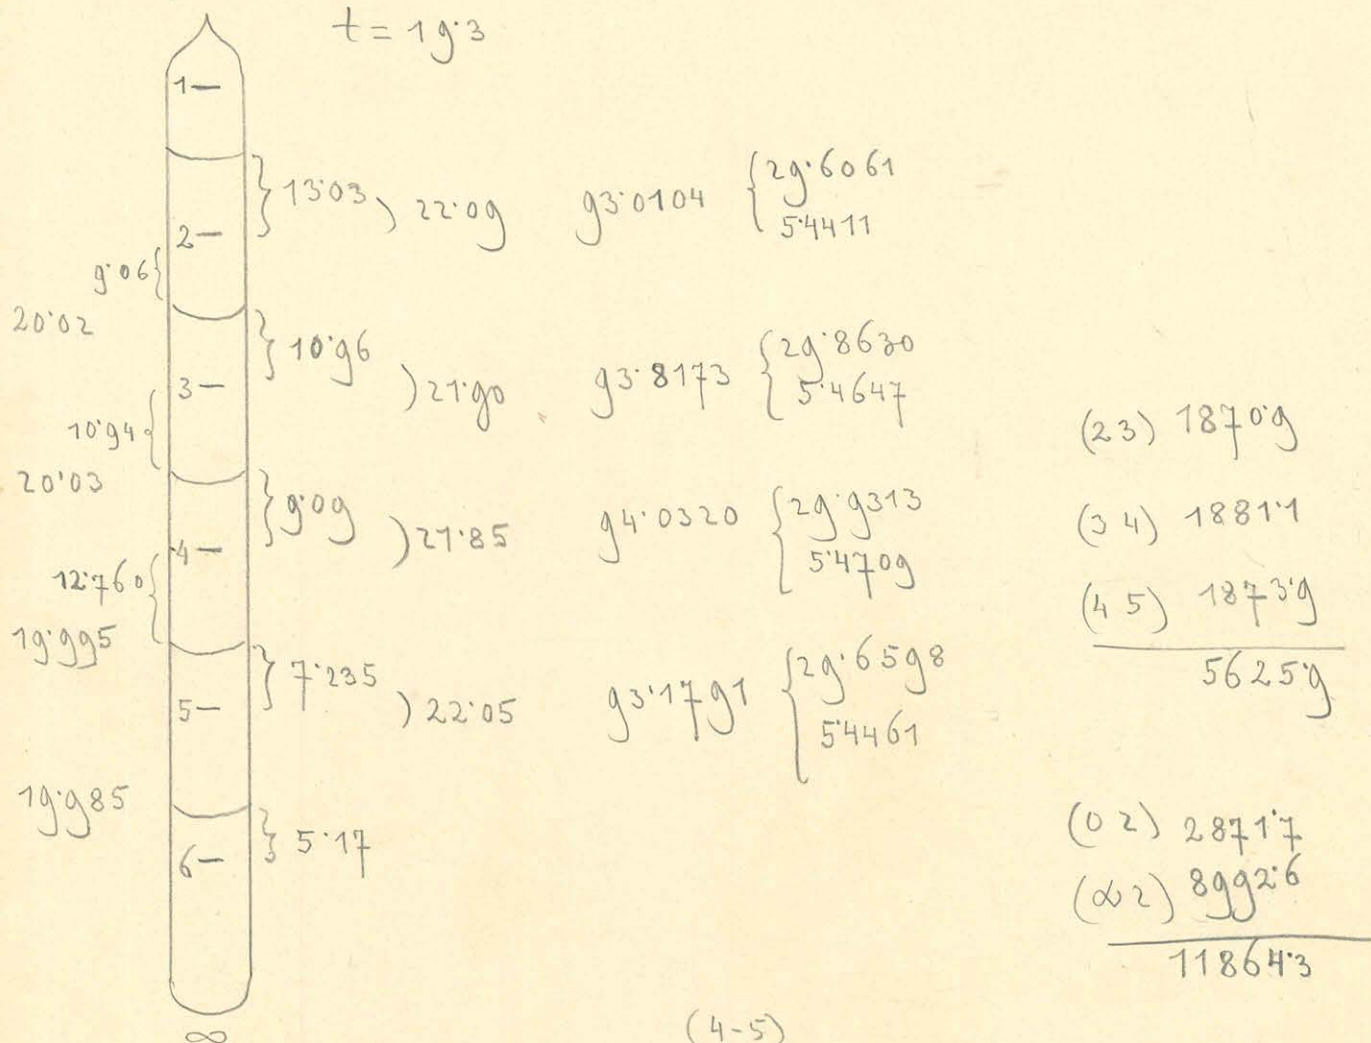 t = 19·3
1—
13·03 ) 22·09 93·0104 29·6061
5·4411
2—
9·06
20·02
10·96 ) 21·90 93·8173 29·8630
5·4647
3—
10·94
20·03
9·09 ) 21·85 94·0320 29·9313
5·4709
4—
12·760
19·995
7·235 ) 22·05 93·1791 29·6598
5·4461
5—
19·985
5·17
6—
∞
(2 3) 1870·9
(3 4) 1881·1
(4 5) 1873·9
5625·9
(0 2) 2871·7
(∞ 2) 8992·6
11864·3
(4-5)